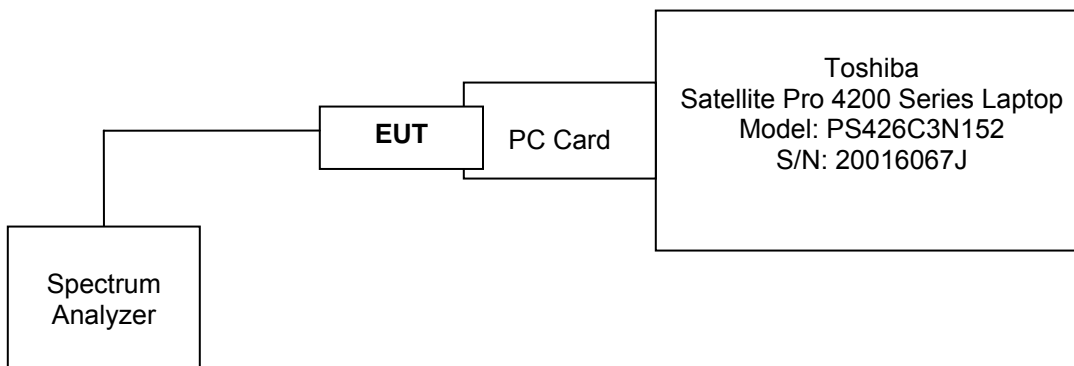 Toshiba
Satellite Pro 4200 Series Laptop
Model: PS426C3N152
S/N: 20016067J
EUT
PC Card
Spectrum
Analyzer